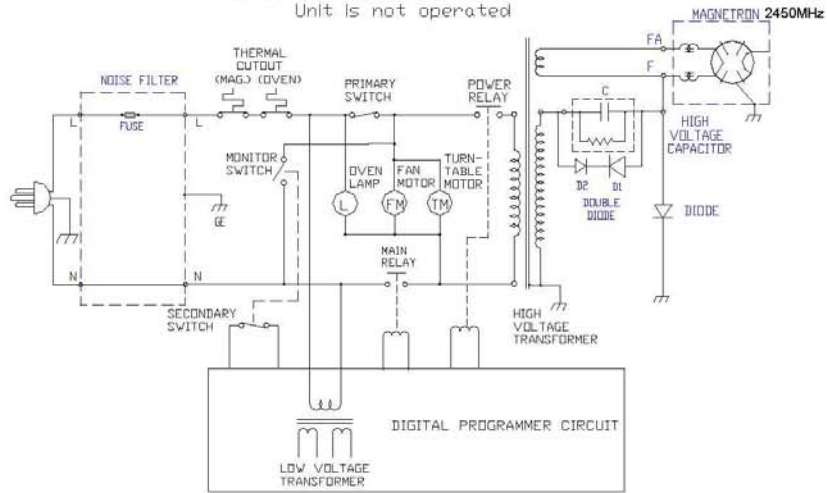 Unit is not operated
MAGNETRON 2450MHz
FA
F
THERMAL
CUTOUT
(MAG.) (OVEN)
NOISE FILTER
PRIMARY
SWITCH
POWER
RELAY
C
L
FUSE
L
HIGH
VOLTAGE
CAPACITOR
MONITOR
SWITCH
OVEN
LAMP
FAN
MOTOR
TURN-
TABLE
MOTOR
D2
D1
DOUBLE
DIODE
DIODE
L
FM
TM
GE
MAIN
RELAY
N
N
SECONDARY
SWITCH
HIGH
VOLTAGE
TRANSFORMER
DIGITAL PROGRAMMER CIRCUIT
LOW VOLTAGE
TRANSFORMER